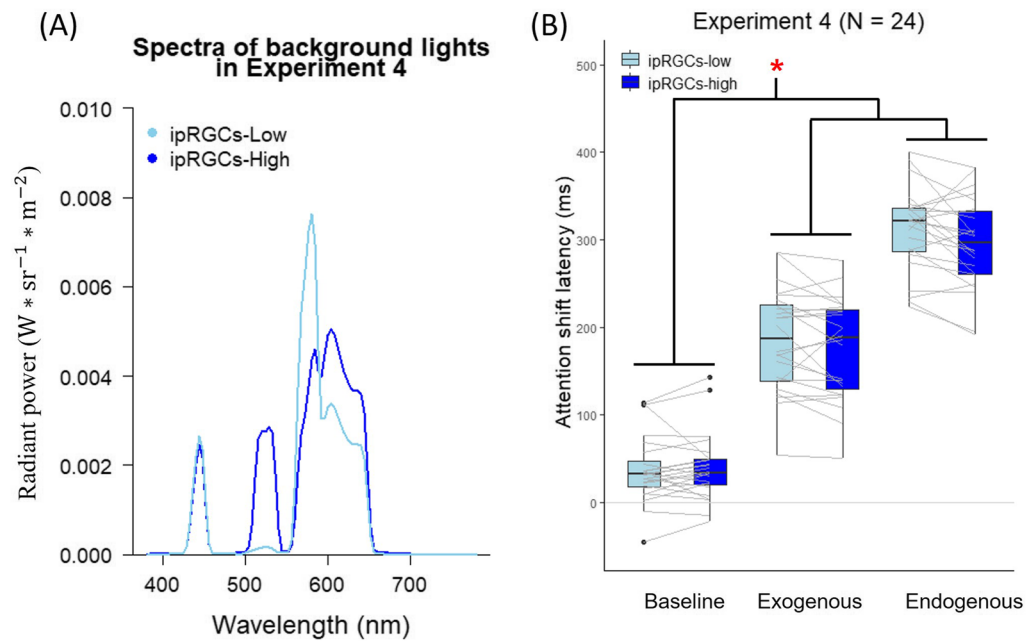 (A)
Spectra of background lights
in Experiment 4
0.010
0.008
0.006
0.004
0.002
0.000
Radiant power (W * sr⁻¹ * m⁻²)
ipRGCs-Low
ipRGCs-High
400
500
600
700
Wavelength (nm)
(B)
Experiment 4 (N = 24)
ipRGCs-low
ipRGCs-high
*
500
400
300
200
100
0
Attention shift latency (ms)
Baseline
Exogenous
Endogenous